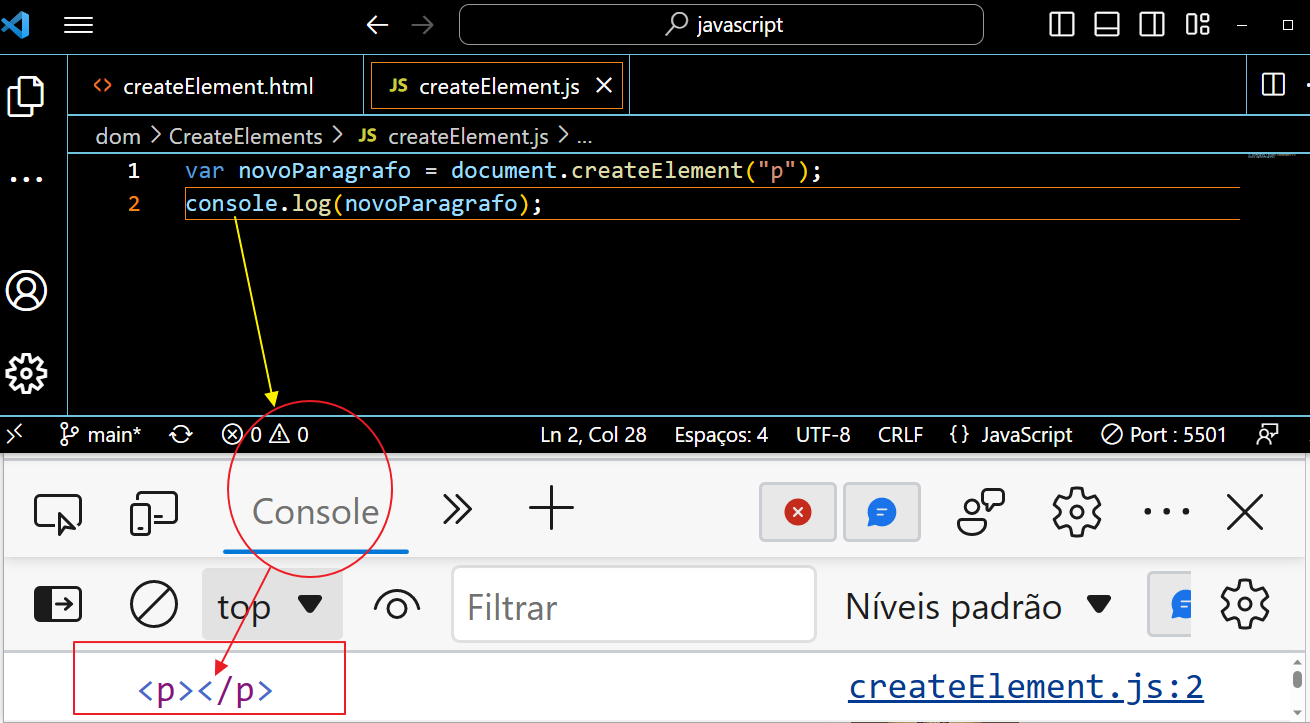 javascript
createElement.html
JS createElement.js
dom > CreateElements > JS createElement.js > ...
1 var novoParagrafo = document.createElement("p");
2 console.log(novoParagrafo);
main* 0 0 Ln 2, Col 28 Espaços: 4 UTF-8 CRLF {} JavaScript Port : 5501
Console
top Filtrar Níveis padrão
<p></p> createElement.js:2